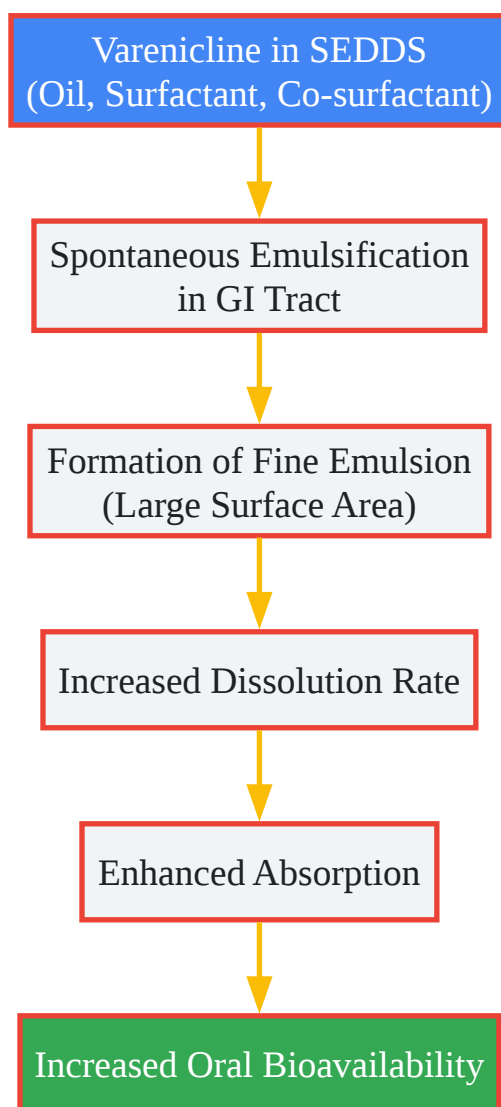 Varenicline in SEDDS
(Oil, Surfactant, Co-surfactant)
Spontaneous Emulsification
in GI Tract
Formation of Fine Emulsion
(Large Surface Area)
Increased Dissolution Rate
Enhanced Absorption
Increased Oral Bioavailability